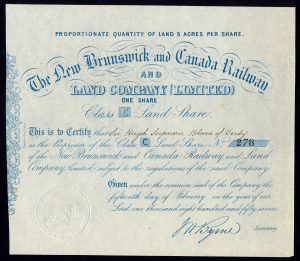 PROPORTIONATE QUANTITY OF LAND 5 ACRES PER SHARE.
The New Brunswick and Canada Railway
AND
LAND COMPANY (LIMITED)
ONE SHARE
Class Land Share
This is to Certify that Sir Hugh of
is the Proprietor of the Class C Land Share, No. 278
of the New Brunswick and Canada Railway and Land
Company, Limited, subject to the regulations of the said Company.
Given under the common seal of the Company, the
fifteenth day of February in the year of our
Lord one thousand eight hundred and fifty seven
Secretary